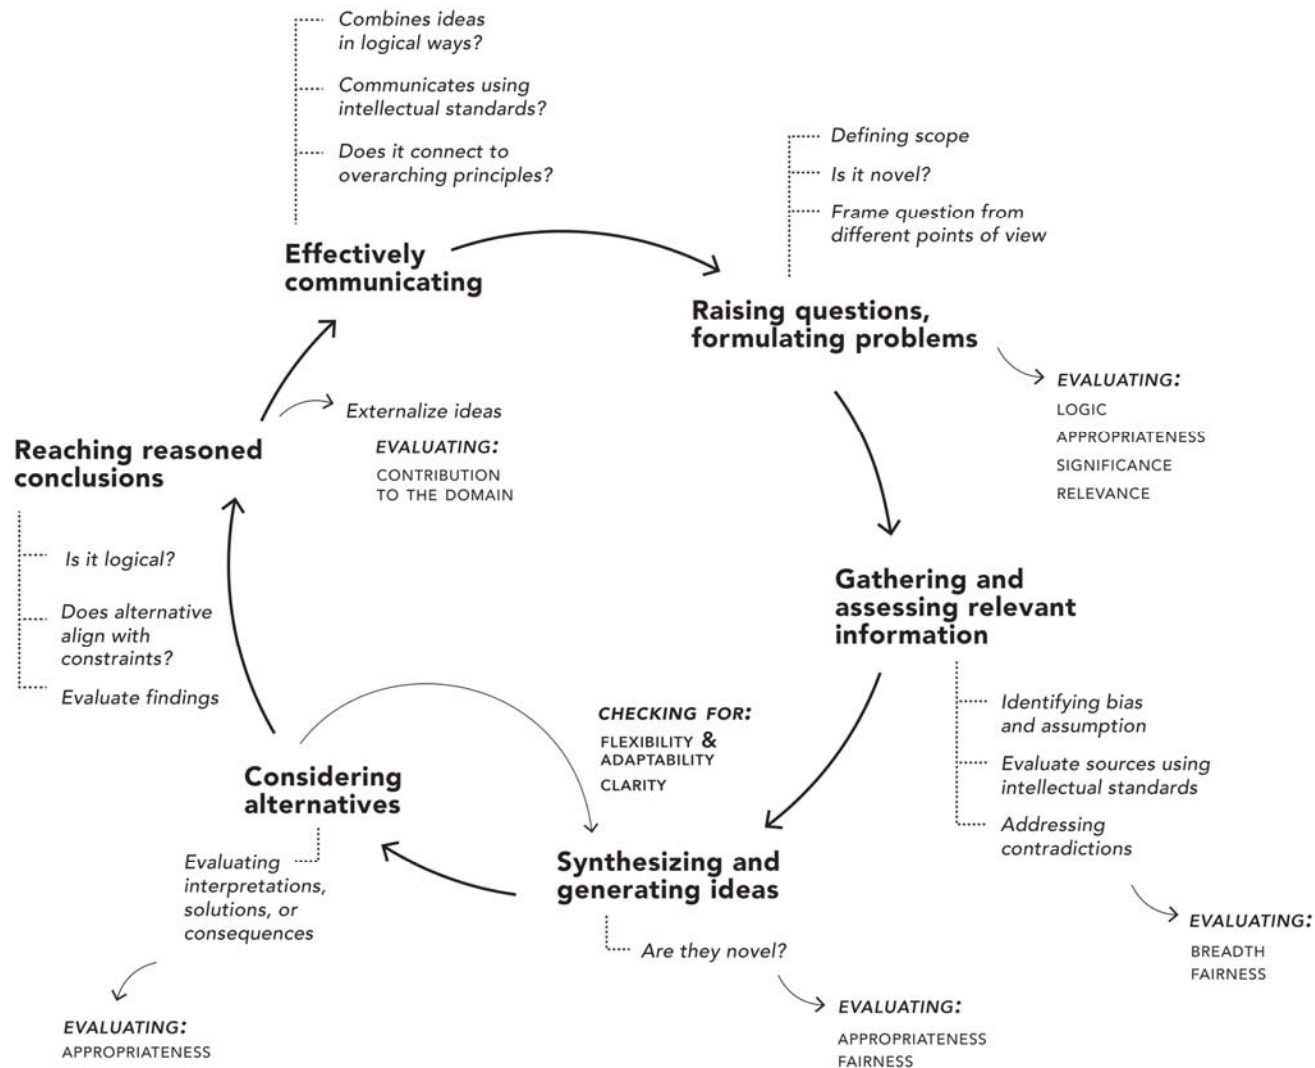 Combines ideas
in logical ways?
Communicates using
intellectual standards?
Does it connect to
overarching principles?
Effectively
communicating
Defining scope
Is it novel?
Frame question from
different points of view
Raising questions,
formulating problems
EVALUATING:
LOGIC
APPROPRIATENESS
SIGNIFICANCE
RELEVANCE
Gathering and
assessing relevant
information
Identifying bias
and assumption
Evaluate sources using
intellectual standards
Addressing
contradictions
EVALUATING:
BREADTH
FAIRNESS
CHECKING FOR:
FLEXIBILITY &
ADAPTABILITY
CLARITY
Synthesizing and
generating ideas
Are they novel?
EVALUATING:
APPROPRIATENESS
FAIRNESS
Considering
alternatives
Evaluating
interpretations,
solutions, or
consequences
EVALUATING:
APPROPRIATENESS
Reaching reasoned
conclusions
Is it logical?
Does alternative
align with
constraints?
Evaluate findings
Externalize ideas
EVALUATING:
CONTRIBUTION
TO THE DOMAIN